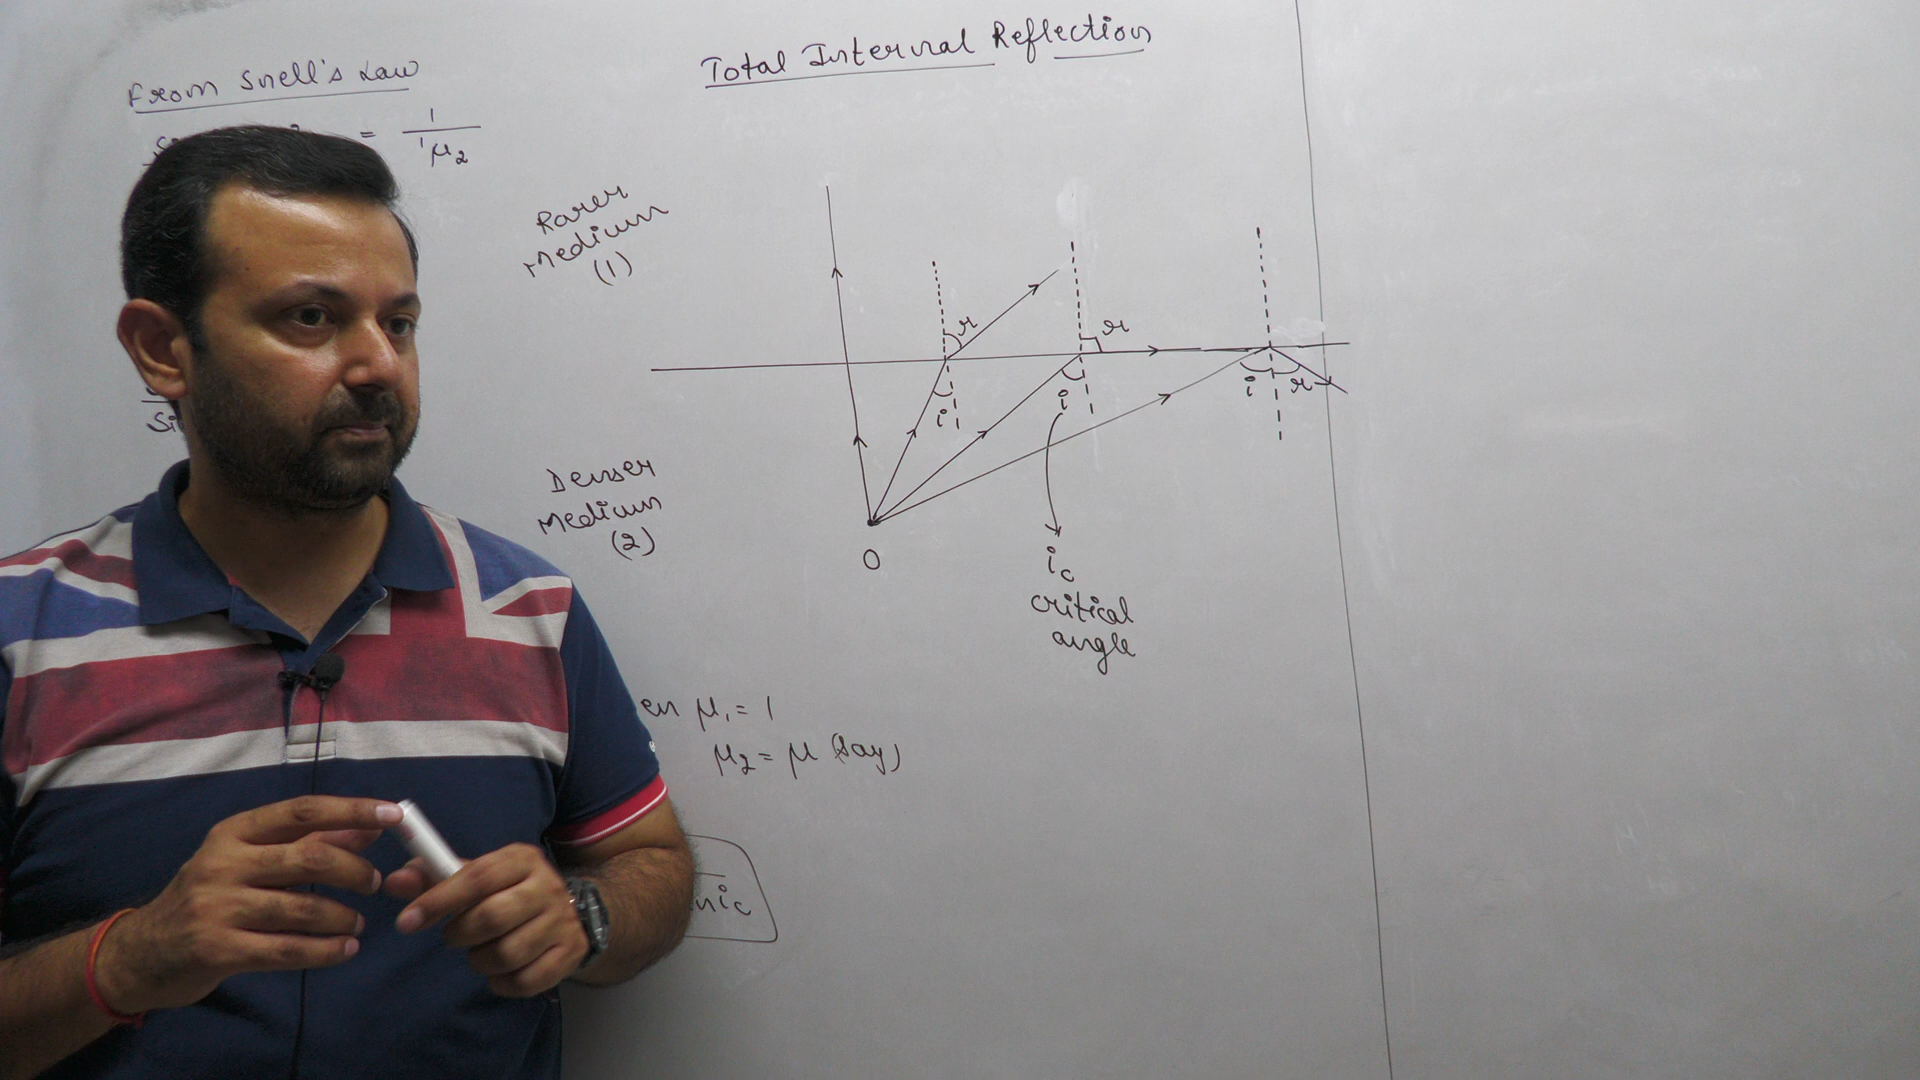 Total Internal Reflection
From Snell's Law
= 1
¹μ₂
Rarer
Medium
(1)
r
r
i
i
i
r
Denser
Medium
(2)
O
ic
critical
angle
μ₁ = 1
μ₂ = μ (say)